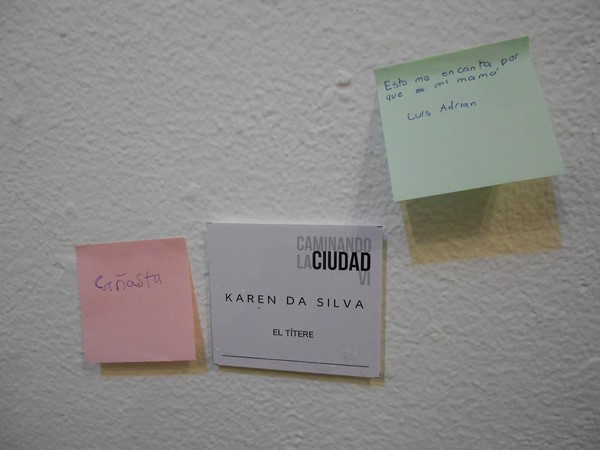 Esto me encanta por
que es mi mamá
Luis Adrian
CAMINANDO
LA CIUDAD
VI
KAREN DA SILVA
EL TÍTERE
Cañasta